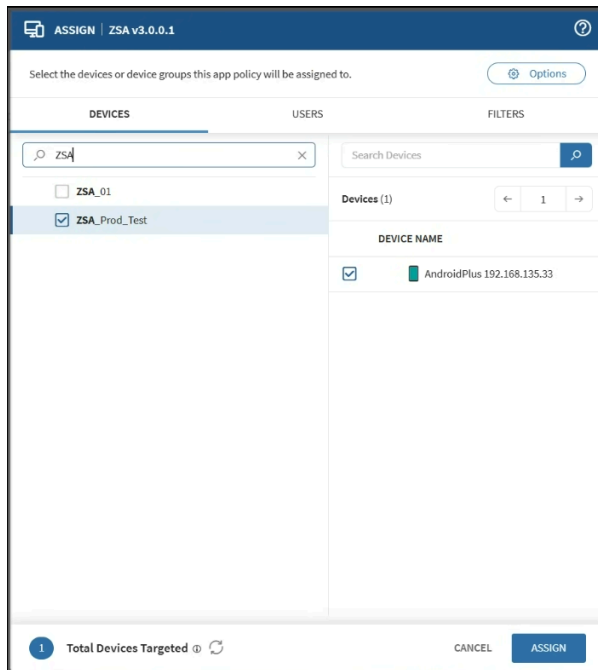 ASSIGN | ZSA v3.0.0.1
Select the devices or device groups this app policy will be assigned to.
Options
DEVICES
USERS
FILTERS
ZSA
ZSA_01
ZSA_Prod_Test
Search Devices
Devices (1)
1
DEVICE NAME
AndroidPlus 192.168.135.33
1 Total Devices Targeted
CANCEL
ASSIGN